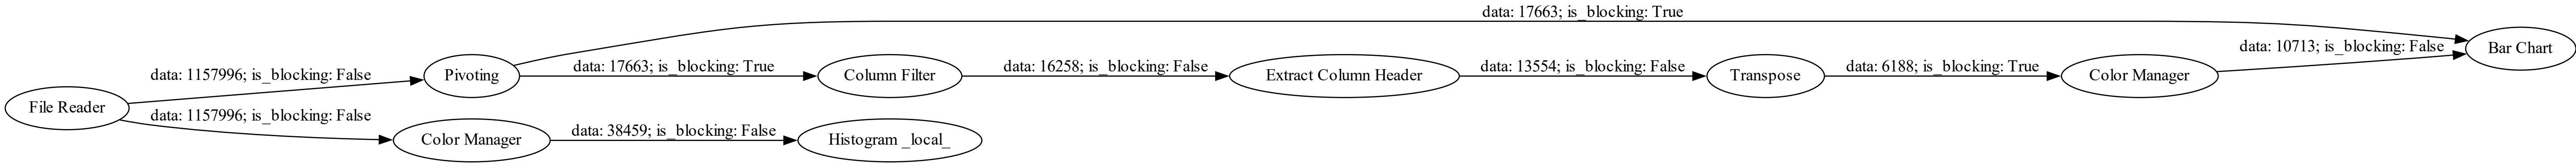 data: 17663; is_blocking: True
data: 10713; is_blocking: False
Bar Chart
data: 1157996; is_blocking: False
Pivoting
data: 17663; is_blocking: True
Column Filter
data: 16258; is_blocking: False
Extract Column Header
data: 13554; is_blocking: False
Transpose
data: 6188; is_blocking: True
Color Manager
File Reader
data: 1157996; is_blocking: False
Color Manager
data: 38459; is_blocking: False
Histogram _local_